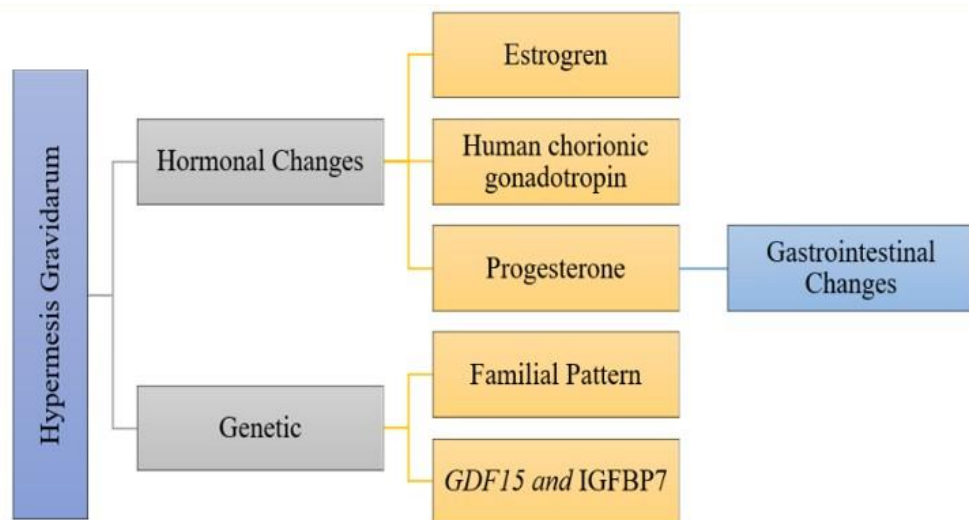 Hypermesis Gravidarum
Hormonal Changes
Estrogren
Human chorionic
gonadotropin
Progesterone
Gastrointestinal
Changes
Genetic
Familial Pattern
GDF15 and IGFBP7